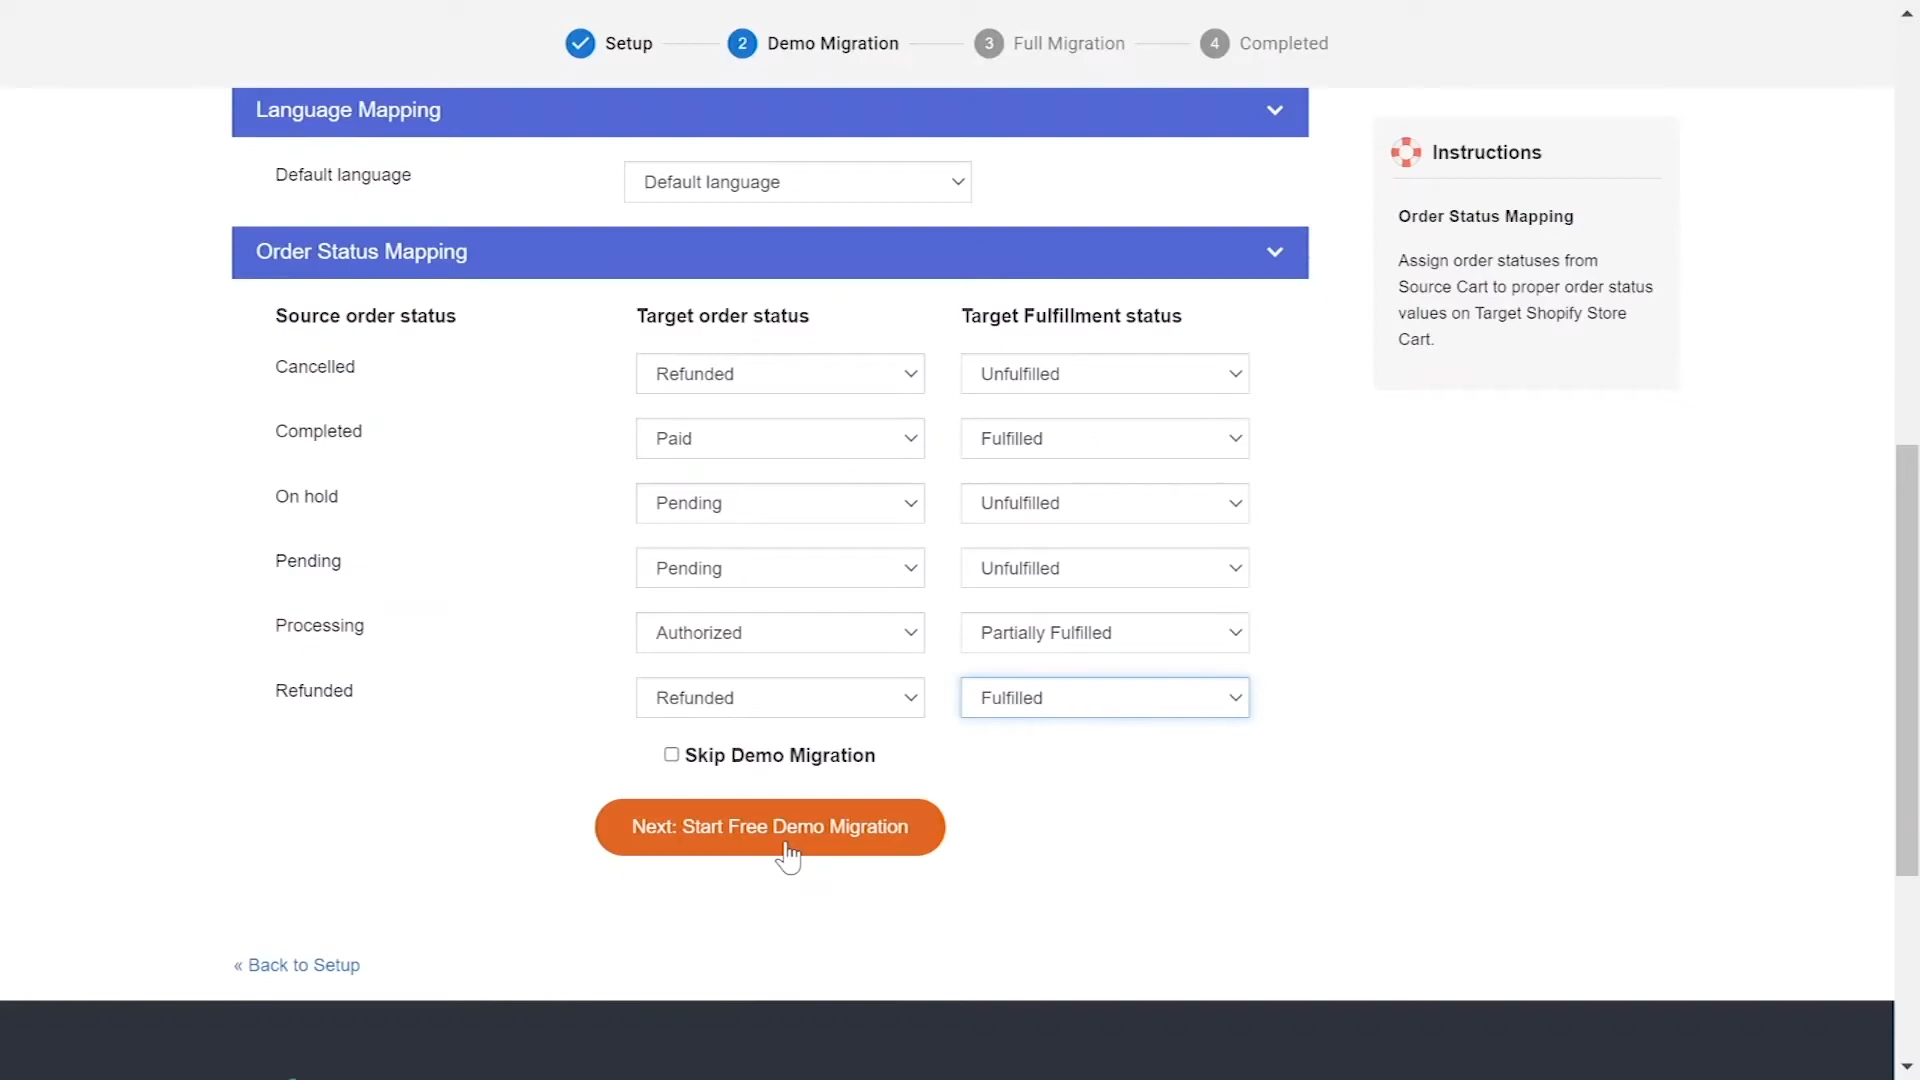 Setup
2 Demo Migration
3 Full Migration
4 Completed
Language Mapping
Default language
Default language
Order Status Mapping
Source order status Target order status Target Fulfillment status
Cancelled Refunded Unfulfilled
Completed Paid Fulfilled
On hold Pending Unfulfilled
Pending Pending Unfulfilled
Processing Authorized Partially Fulfilled
Refunded Refunded Fulfilled
Skip Demo Migration
Next: Start Free Demo Migration
« Back to Setup
Instructions
Order Status Mapping
Assign order statuses from
Source Cart to proper order status
values on Target Shopify Store
Cart.